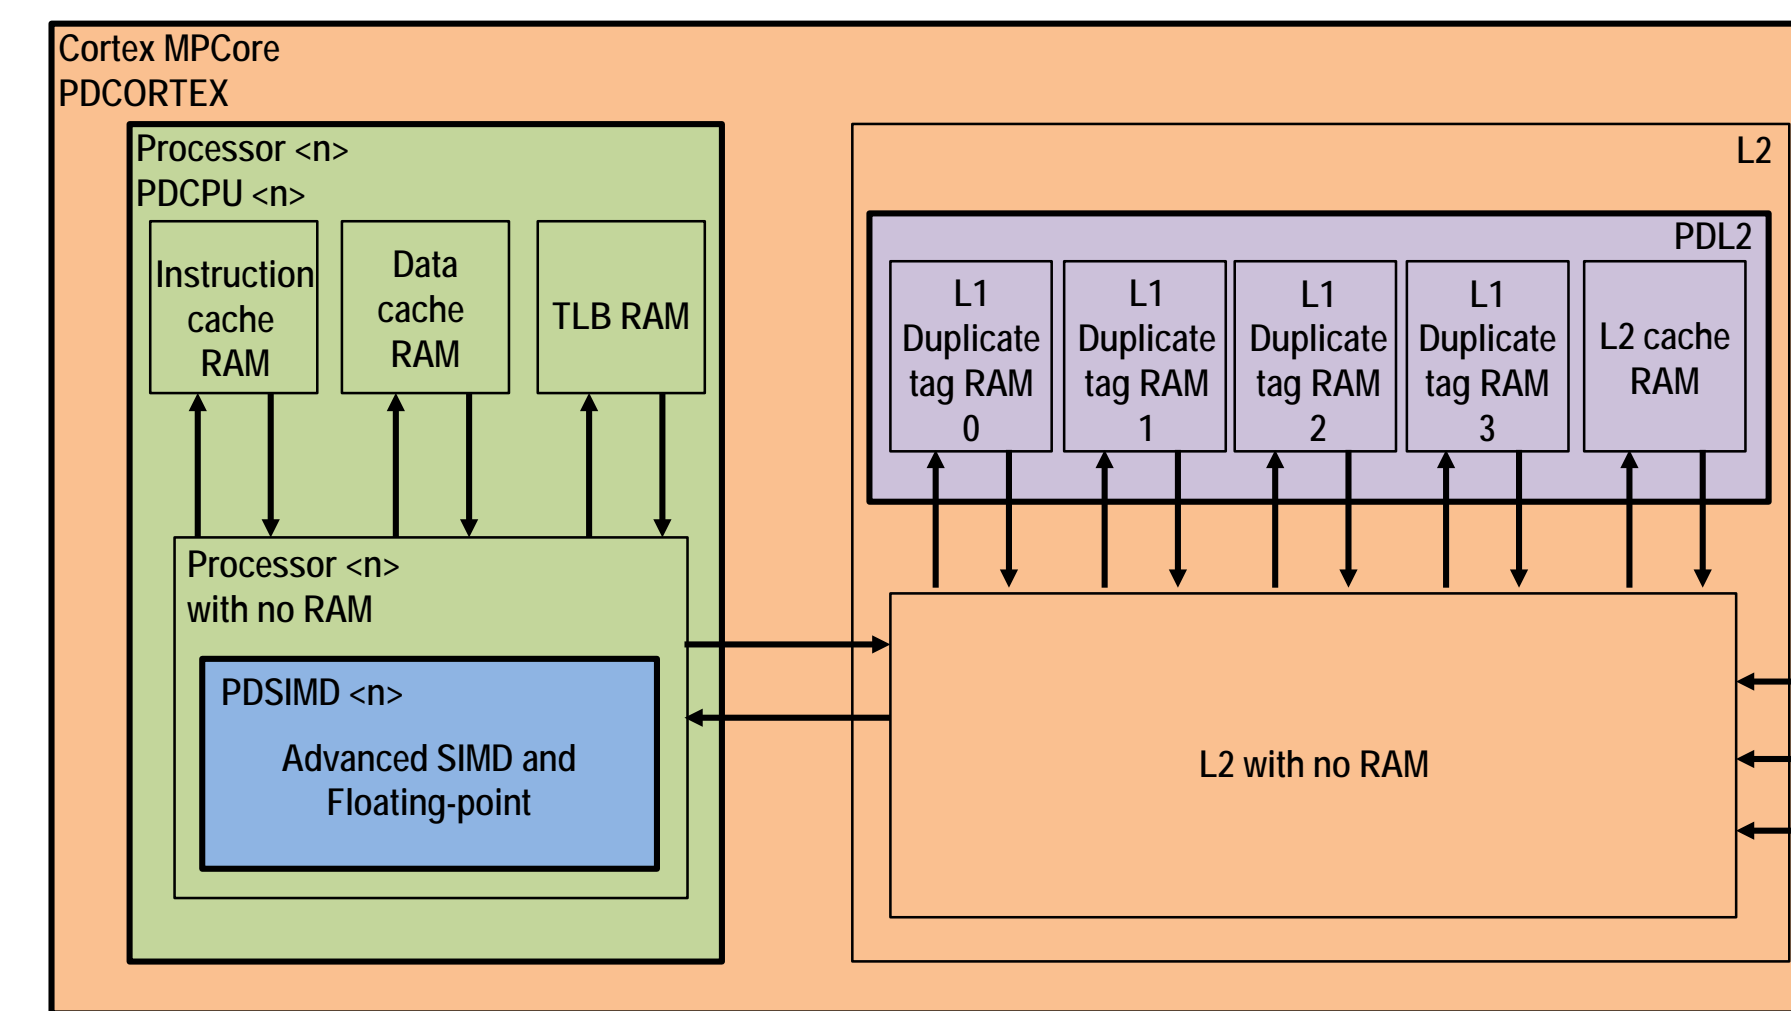 Cortex MPCore
PDCORTEX
Processor <n>
PDCPU <n>
Instruction
cache
RAM
Data
cache
RAM
TLB RAM
Processor <n>
with no RAM
PDSIMD <n>
Advanced SIMD and
Floating-point
L2
PDL2
L1
Duplicate
tag RAM
0
L1
Duplicate
tag RAM
1
L1
Duplicate
tag RAM
2
L1
Duplicate
tag RAM
3
L2 cache
RAM
L2 with no RAM